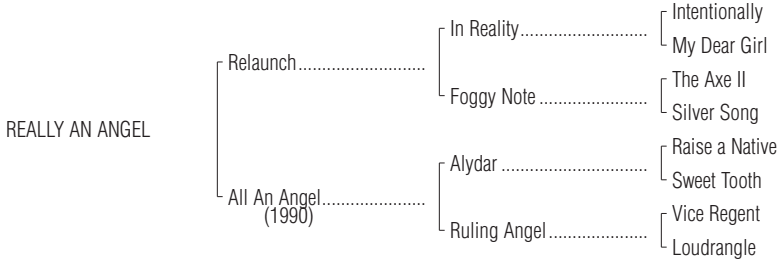 Intentionally
In Reality............................
My Dear Girl
Relaunch............................
The Axe II
Foggy Note........................
Silver Song
REALLY AN ANGEL
Raise a Native
Alydar ................................
Sweet Tooth
All An Angel.......................
(1990)
Vice Regent
Ruling Angel......................
Loudrangle